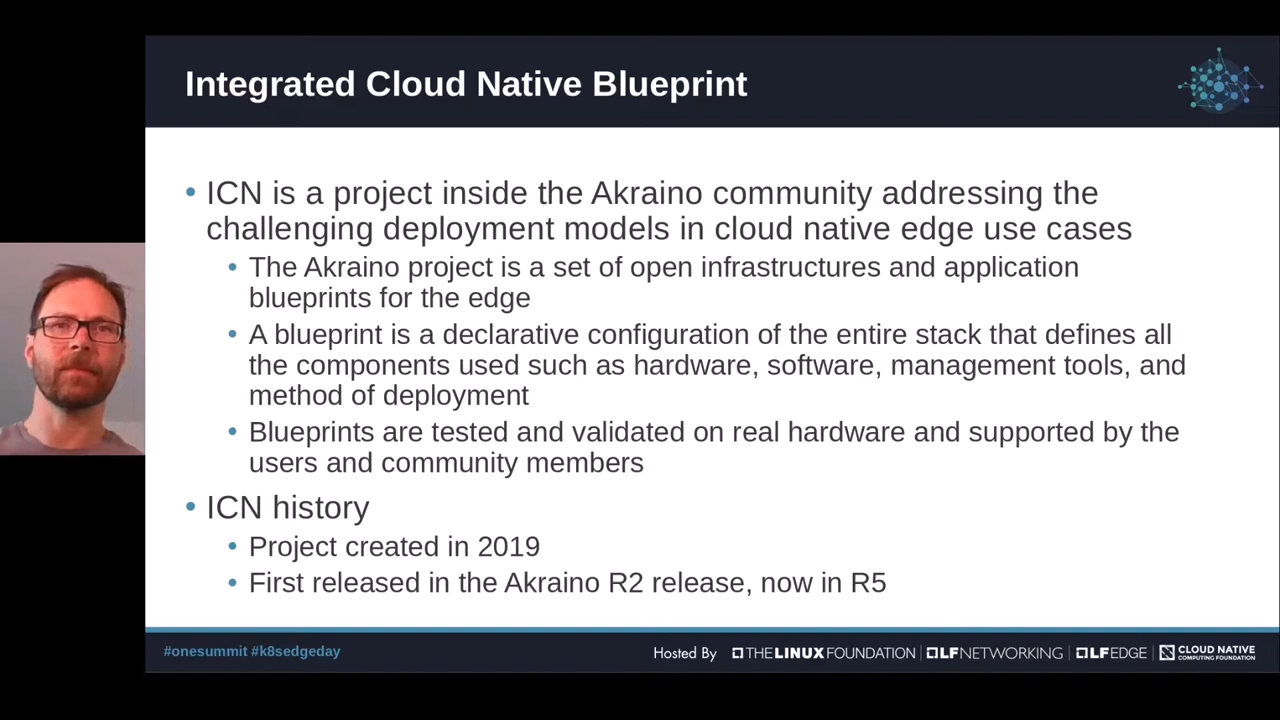 Integrated Cloud Native Blueprint
• ICN is a project inside the Akraino community addressing the
challenging deployment models in cloud native edge use cases
• The Akraino project is a set of open infrastructures and application
blueprints for the edge
• A blueprint is a declarative configuration of the entire stack that defines all
the components used such as hardware, software, management tools, and
method of deployment
• Blueprints are tested and validated on real hardware and supported by the
users and community members
• ICN history
• Project created in 2019
• First released in the Akraino R2 release, now in R5
#onesummit #k8sedgeday
Hosted By THE LINUX FOUNDATION LF NETWORKING LF EDGE CLOUD NATIVE
COMPUTING FOUNDATION